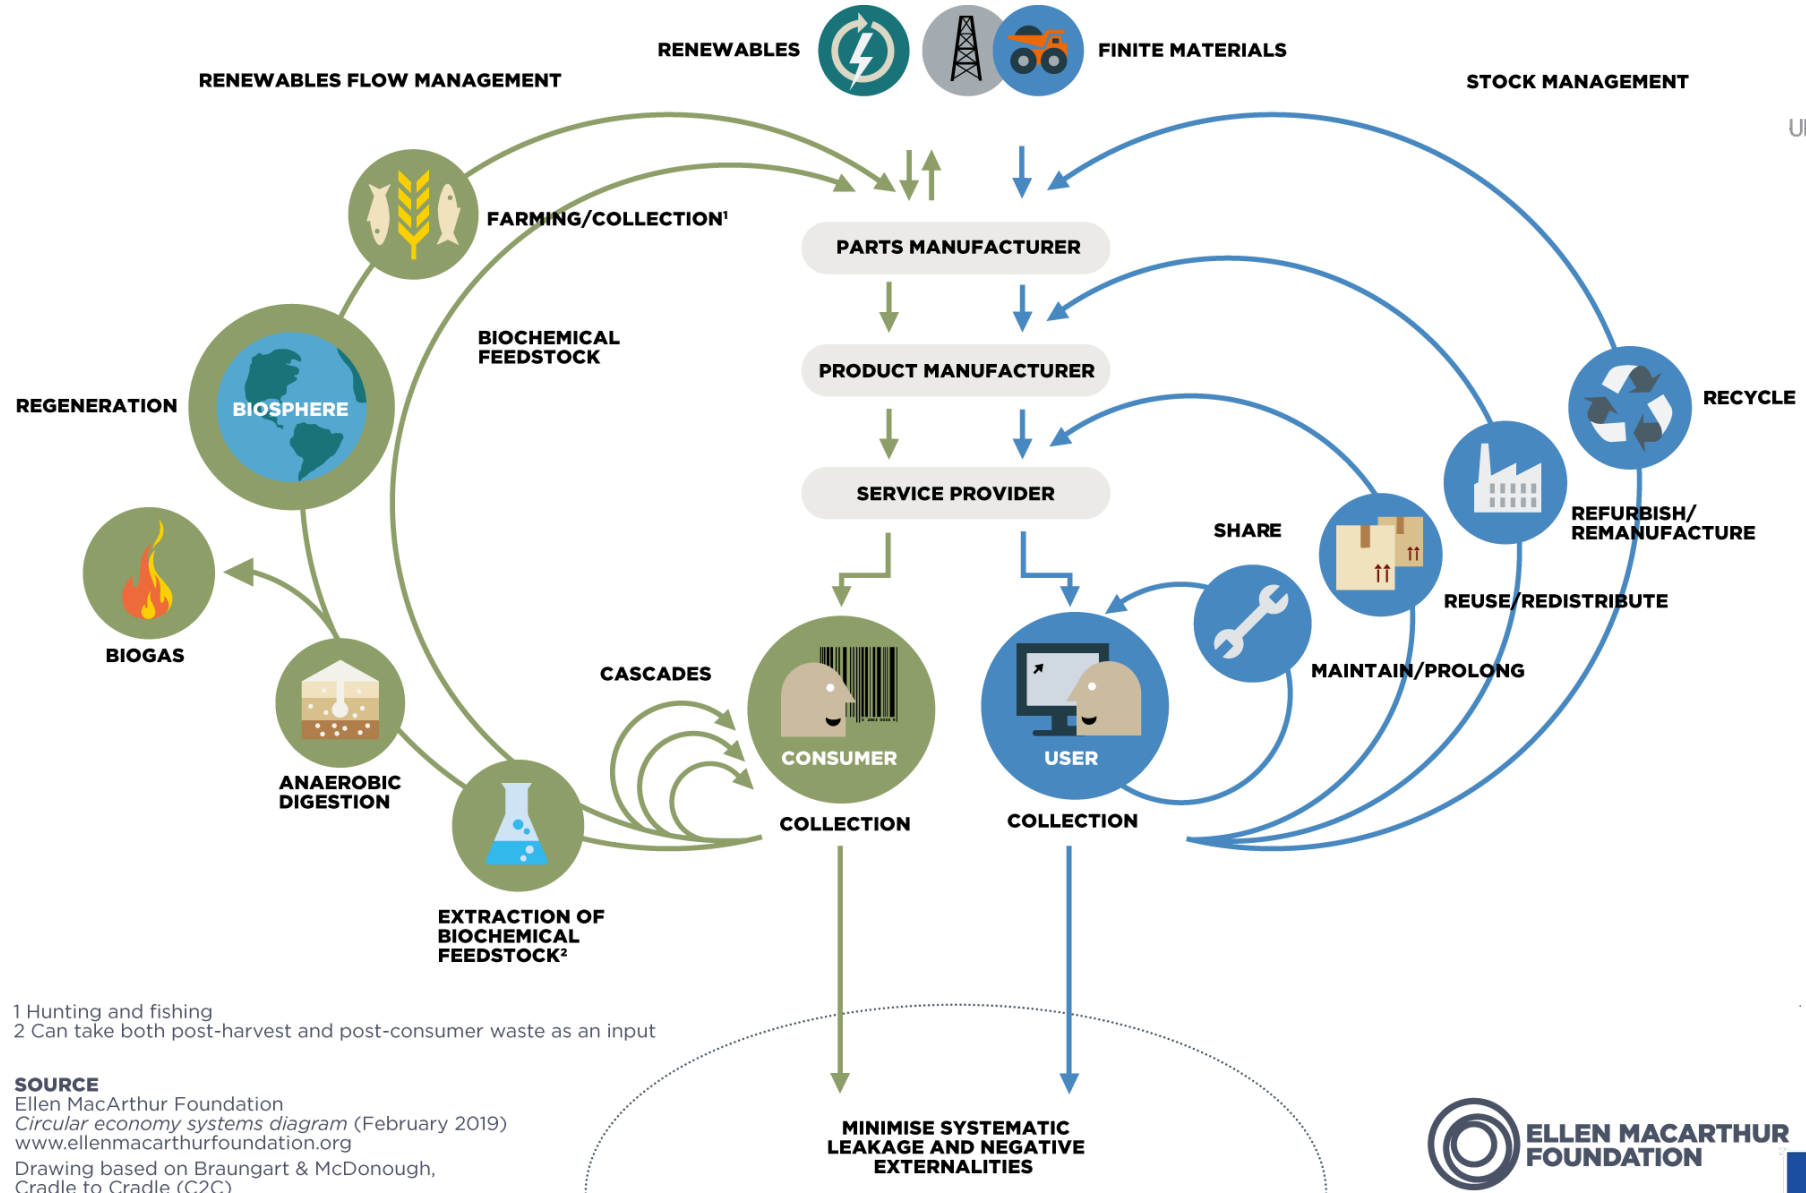 RENEWABLES
FINITE MATERIALS
RENEWABLES FLOW MANAGEMENT
STOCK MANAGEMENT
FARMING/COLLECTION¹
PARTS MANUFACTURER
BIOCHEMICAL
FEEDSTOCK
PRODUCT MANUFACTURER
REGENERATION
BIOSPHERE
RECYCLE
SERVICE PROVIDER
SHARE
REFURBISH/
REMANUFACTURE
REUSE/REDISTRIBUTE
BIOGAS
CASCADES
MAINTAIN/PROLONG
CONSUMER
USER
ANAEROBIC
DIGESTION
COLLECTION
COLLECTION
EXTRACTION OF
BIOCHEMICAL
FEEDSTOCK²
1 Hunting and fishing
2 Can take both post-harvest and post-consumer waste as an input
SOURCE
Ellen MacArthur Foundation
Circular economy systems diagram (February 2019)
www.ellenmacarthurfoundation.org
Drawing based on Braungart & McDonough,
Cradle to Cradle (C2C)
MINIMISE SYSTEMATIC
LEAKAGE AND NEGATIVE
EXTERNALITIES
ELLEN MACARTHUR
FOUNDATION